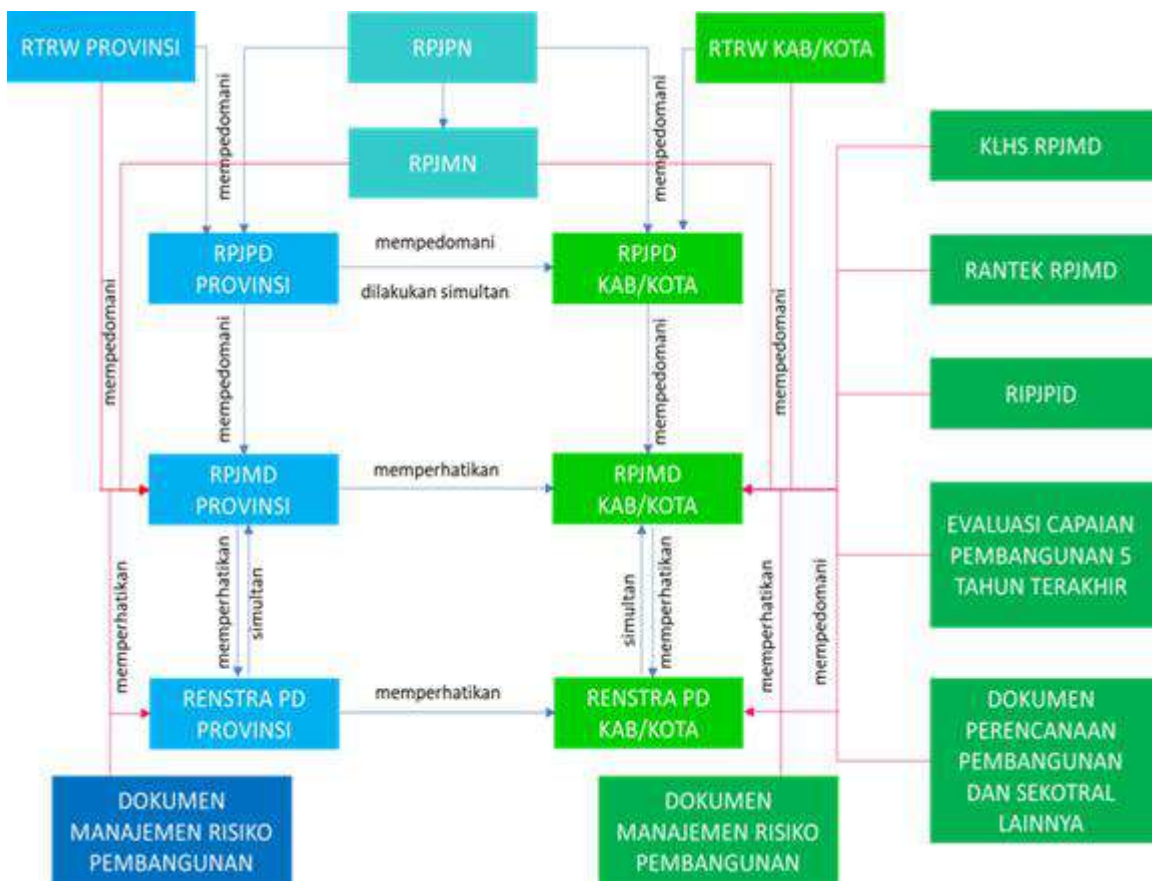 RTRW PROVINSI
RPJPN
RTRW KAB/KOTA
mempedomani
mempedomani
mempedomani
RPJMN
KLHS RPJMD
RPJPD
PROVINSI
mempedomani
dilakukan simultan
RPJPD
KAB/KOTA
RANTEK RPJMD
mempedomani
mempedomani
mempedomani
mempedomani
RIPJPID
RPJMD
PROVINSI
memperhatikan
RPJMD
KAB/KOTA
EVALUASI CAPAIAN
PEMBANGUNAN 5
TAHUN TERAKHIR
memperhatikan
memperhatikan
simultan
simultan
memperhatikan
memperhatikan
mempedomani
RENSTRA PD
PROVINSI
memperhatikan
RENSTRA PD
KAB/KOTA
DOKUMEN
PERENCANAAN
PEMBANGUNAN
DAN SEKOTRAL
LAINNYA
DOKUMEN
MANAJEMEN RISIKO
PEMBANGUNAN
DOKUMEN
MANAJEMEN RISIKO
PEMBANGUNAN